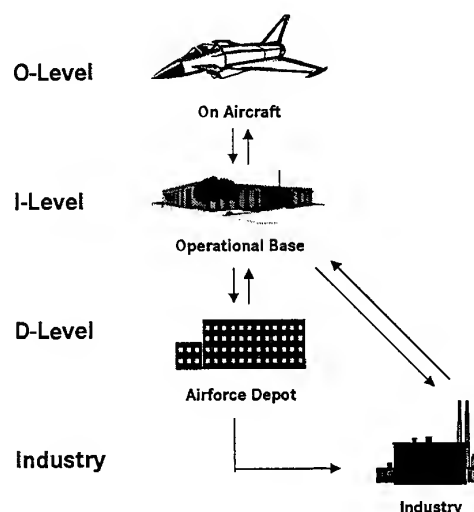 O-Level
On Aircraft
I-Level
Operational Base
D-Level
Airforce Depot
Industry
Industry